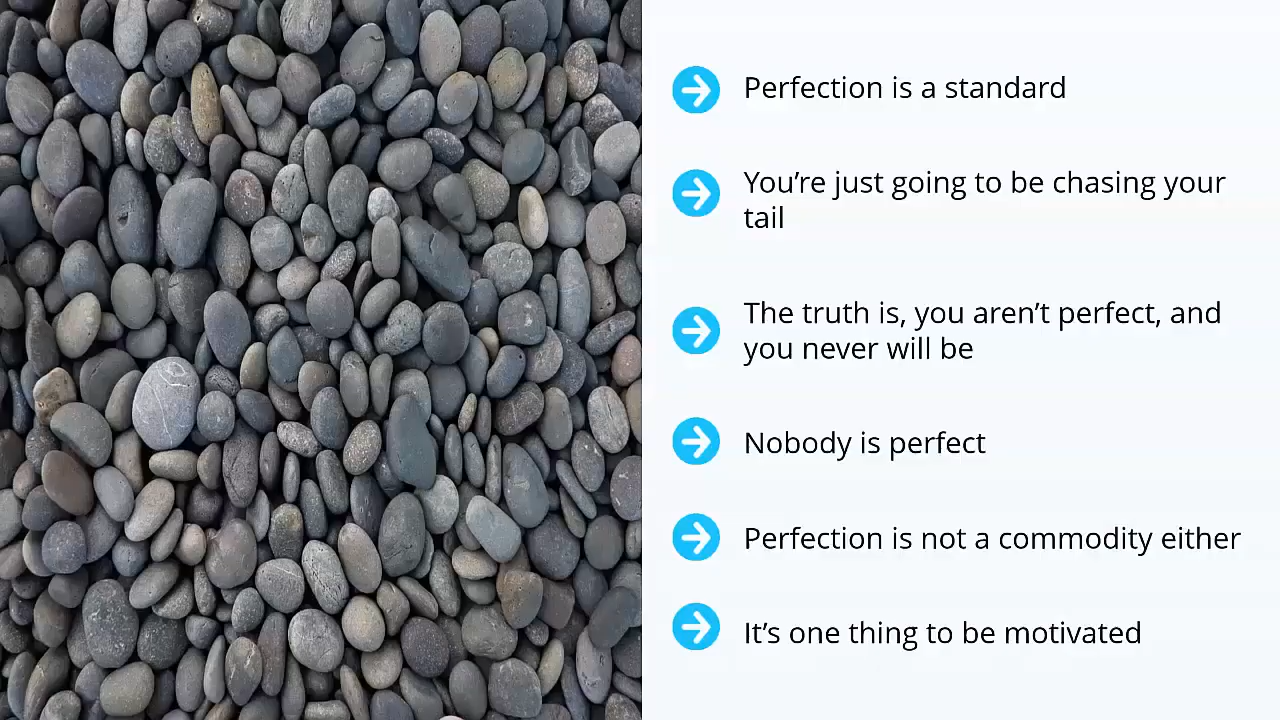 Perfection is a standard
You’re just going to be chasing your
tail
The truth is, you aren’t perfect, and
you never will be
Nobody is perfect
Perfection is not a commodity either
It’s one thing to be motivated